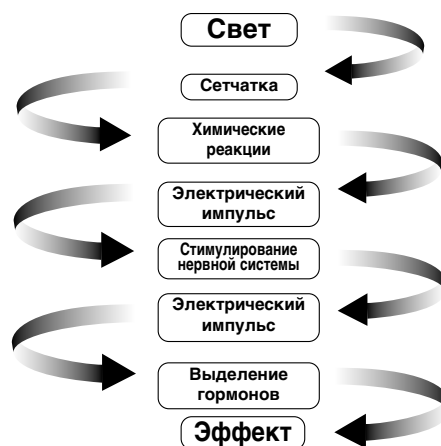 Свет
Сетчатка
Химические
реакции
Электрический
импульс
Стимулирование
нервной системы
Электрический
импульс
Выделение
гормонов
Эффект